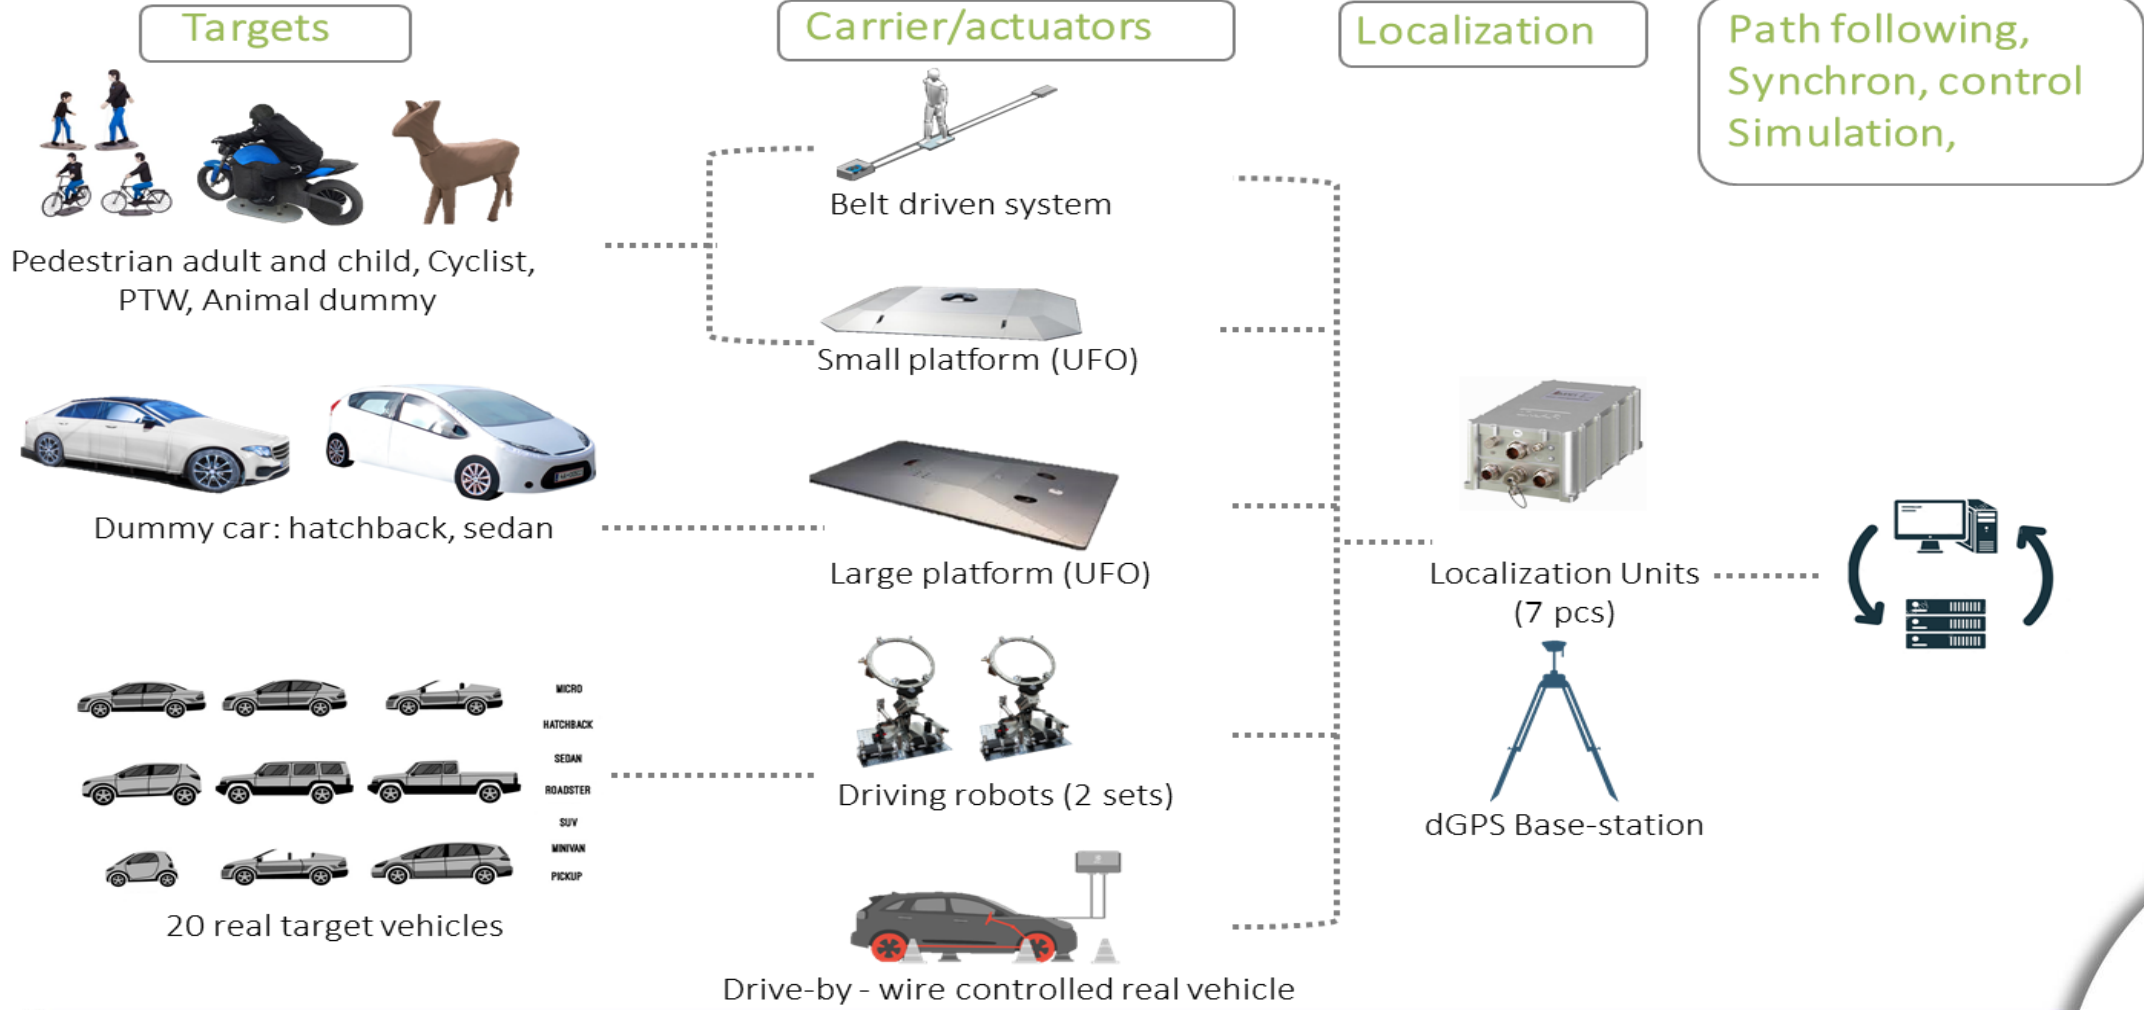 Targets
Carrier/actuators
Localization
Path following,
Synchron, control
Simulation,
Pedestrian adult and child, Cyclist,
PTW, Animal dummy
Belt driven system
Small platform (UFO)
Dummy car: hatchback, sedan
Large platform (UFO)
Localization Units
(7 pcs)
MICRO
HATCHBACK
SEDAN
ROADSTER
SUV
MINIVAN
PICKUP
20 real target vehicles
Driving robots (2 sets)
dGPS Base-station
Drive-by - wire controlled real vehicle